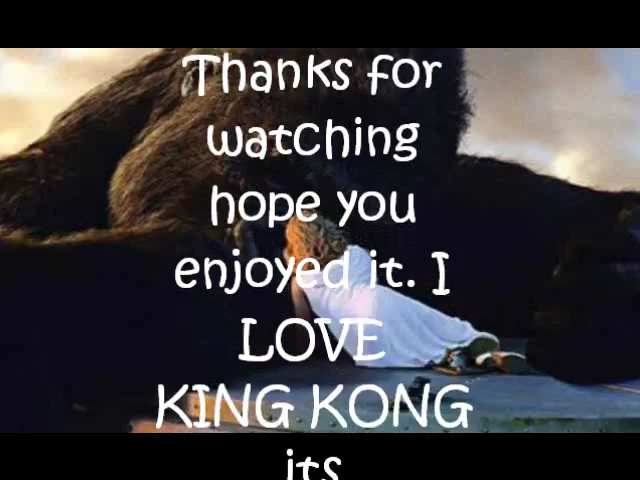 Thanks for
watching
hope you
enjoyed it. I
LOVE
KING KONG
its